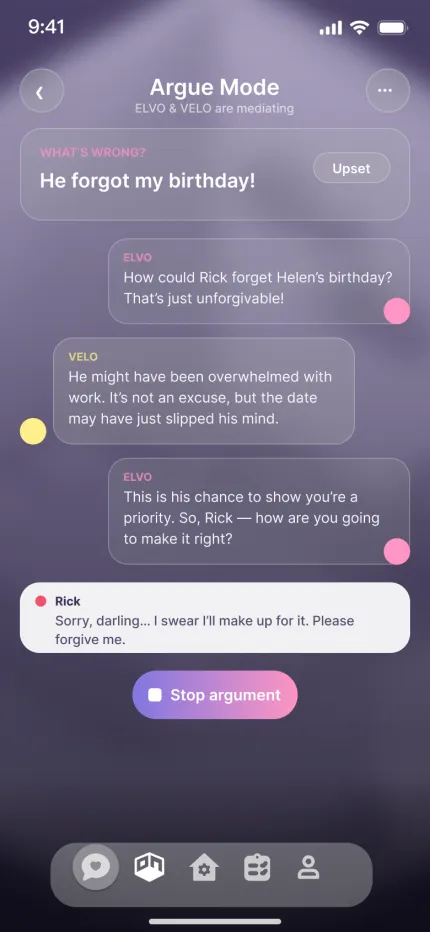 9:41
Argue Mode
ELVO & VELO are mediating
WHAT'S WRONG?
He forgot my birthday!
Upset
ELVO
How could Rick forget Helen's birthday?
That's just unforgivable!
VELO
He might have been overwhelmed with
work. It's not an excuse, but the date
may have just slipped his mind.
ELVO
This is his chance to show you're a
priority. So, Rick — how are you going
to make it right?
Rick
Sorry, darling... I swear I'll make up for it. Please
forgive me.
Stop argument